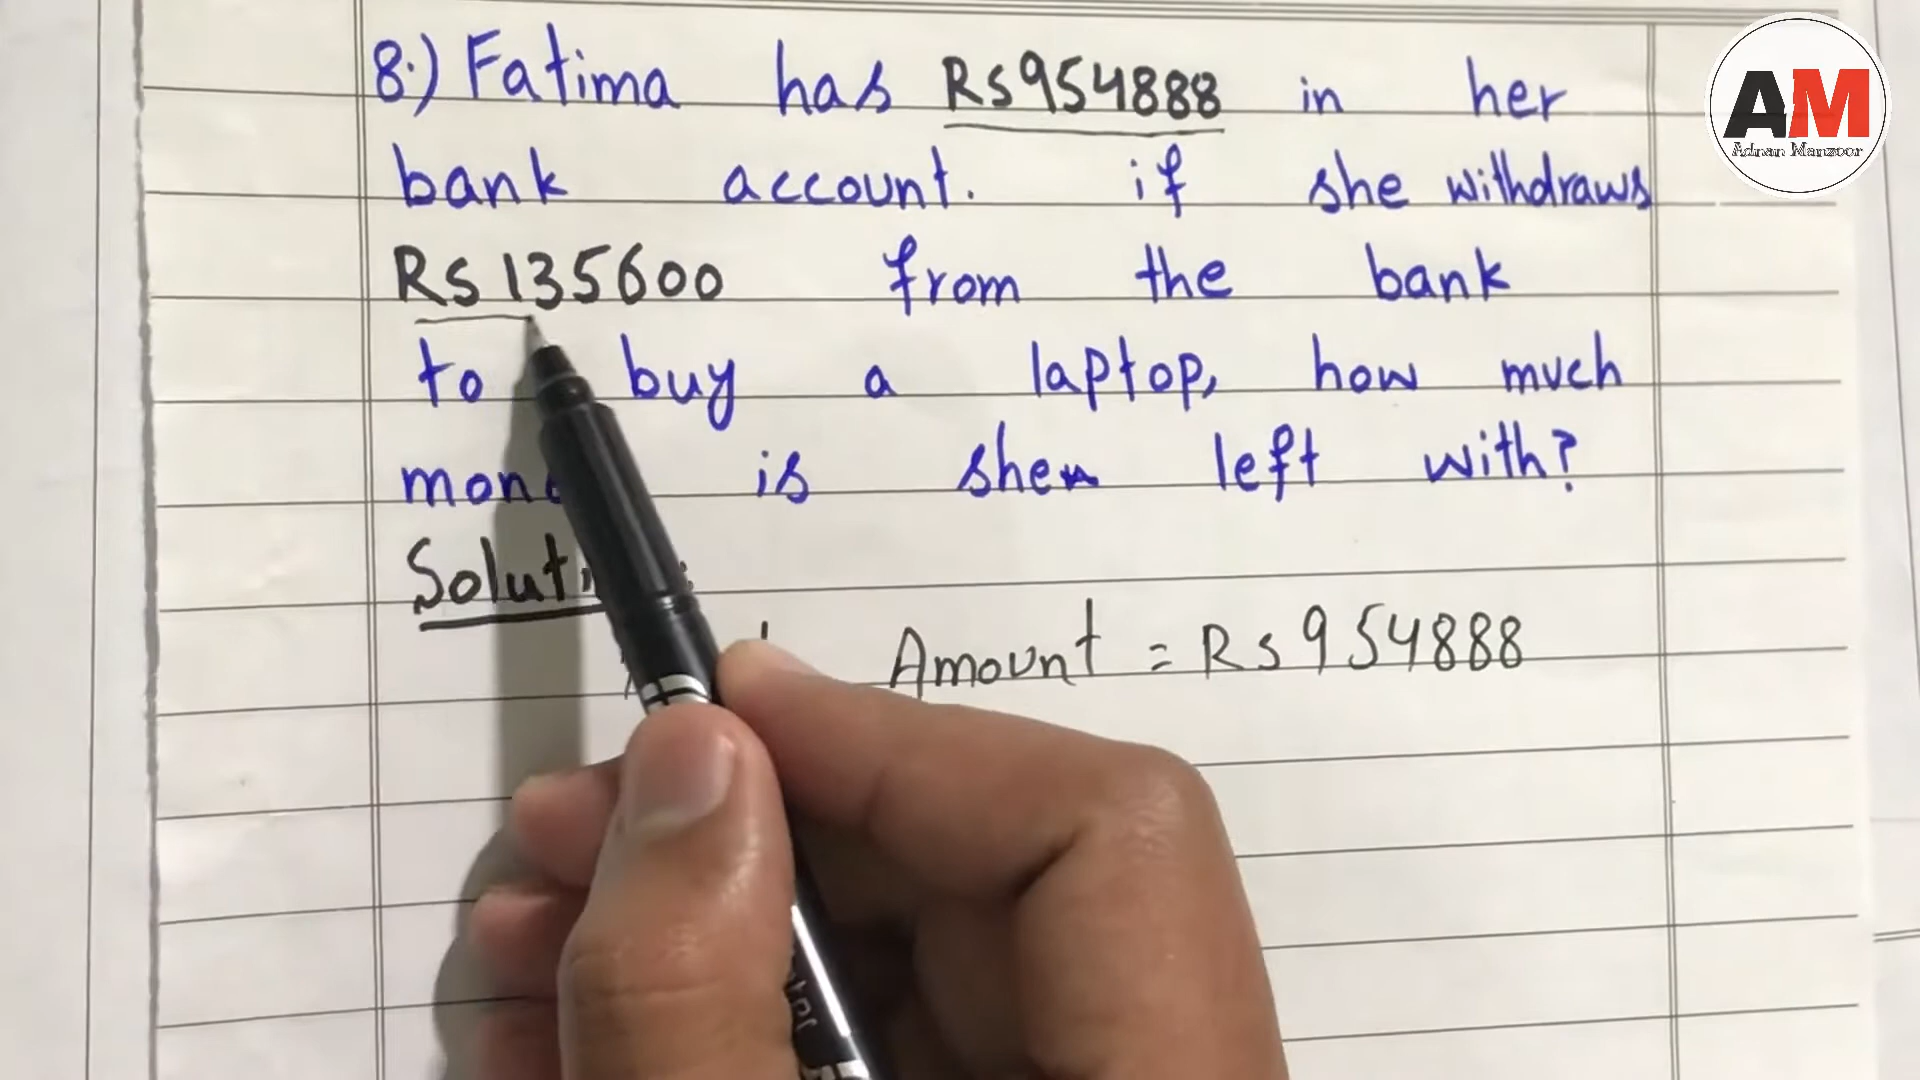 8.) Fatima has Rs954888 in her
bank account. if she withdraws
Rs 135600 from the bank
to buy a laptop, how much
is she left with?
Amount = Rs 954888
AM
Adnan Manzoor